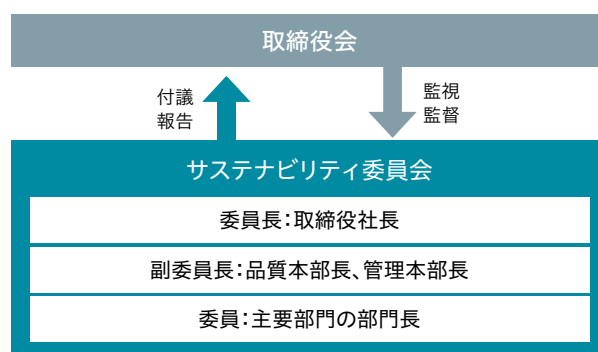 取締役会
付議
報告
監視
監督
サステナビリティ委員会
委員長：取締役社長
副委員長：品質本部長、管理本部長
委員：主要部門の部門長